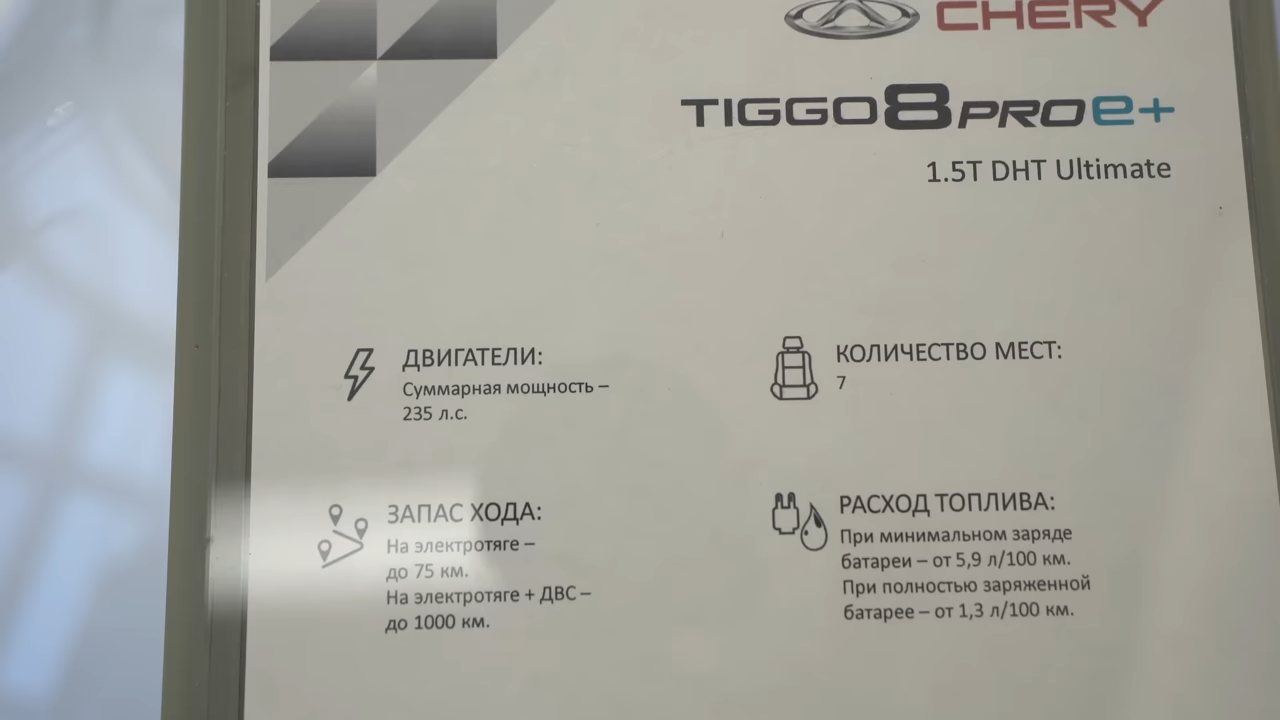 CHERY
TIGGO8PROe+
1.5T DHT Ultimate
ДВИГАТЕЛИ:
Суммарная мощность –
235 л.с.
КОЛИЧЕСТВО МЕСТ:
7
ЗАПАС ХОДА:
На электротяге –
до 75 км.
На электротяге + ДВС –
до 1000 км.
РАСХОД ТОПЛИВА:
При минимальном заряде
батареи – от 5,9 л/100 км.
При полностью заряженной
батарее – от 1,3 л/100 км.